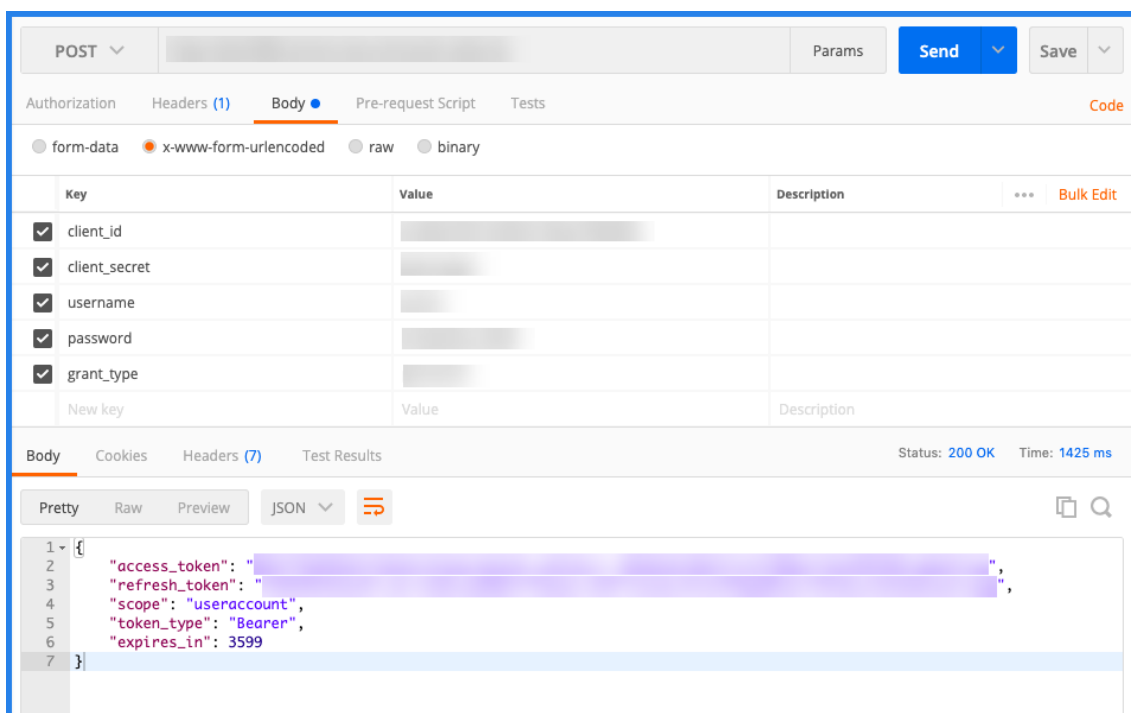 POST Params Send Save
Authorization Headers (1) Body Pre-request Script Tests Code
form-data x-www-form-urlencoded raw binary
Key Value Description ••• Bulk Edit
client_id
client_secret
username
password
grant_type
New key Value Description
Body Cookies Headers (7) Test Results Status: 200 OK Time: 1425 ms
Pretty Raw Preview JSON
1 {
2 "access_token": "",
3 "refresh_token": "",
4 "scope": "useraccount",
5 "token_type": "Bearer",
6 "expires_in": 3599
7 }